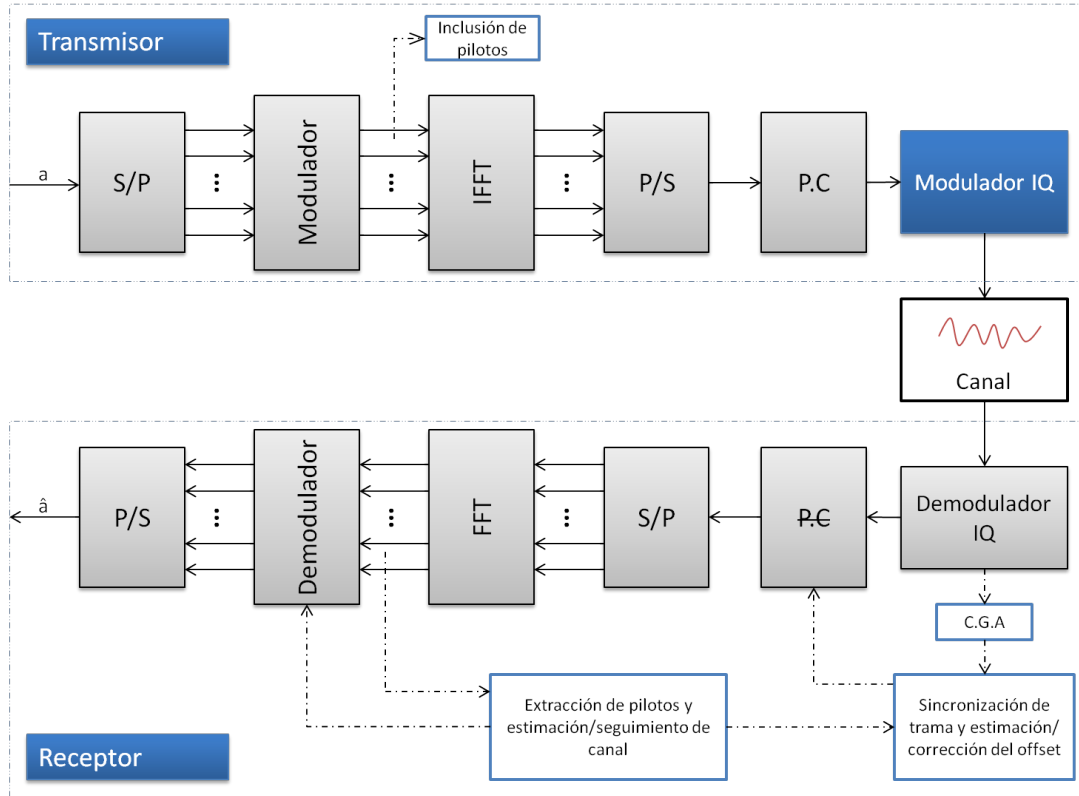 Transmisor
Inclusión de
pilotos
a
S/P
Modulador
IFFT
P/S
P.C
Modulador IQ
Canal
â
P/S
Demodulador
FFT
S/P
P.C
Demodulador
IQ
C.G.A
Extracción de pilotos y
estimación/seguimiento de
canal
Sincronización de
trama y estimación/
corrección del offset
Receptor